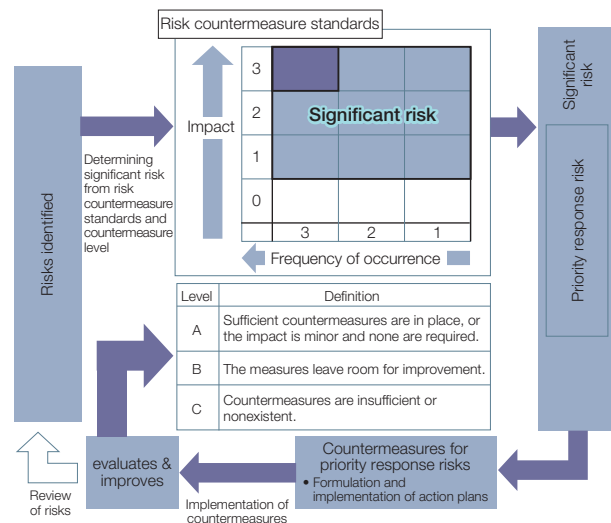 Risk countermeasure standards
Impact
3
2
1
0
Significant risk
3 2 1
Frequency of occurrence
Risks identified
Determining
significant risk
from risk
countermeasure
standards and
countermeasure
level
Significant risk
Priority response risk
Level Definition
A Sufficient countermeasures are in place, or
the impact is minor and none are required.
B The measures leave room for improvement.
C Countermeasures are insufficient or
nonexistent.
Countermeasures for
priority response risks
• Formulation and
implementation of action plans
Implementation of
countermeasures
evaluates &
improves
Review
of risks